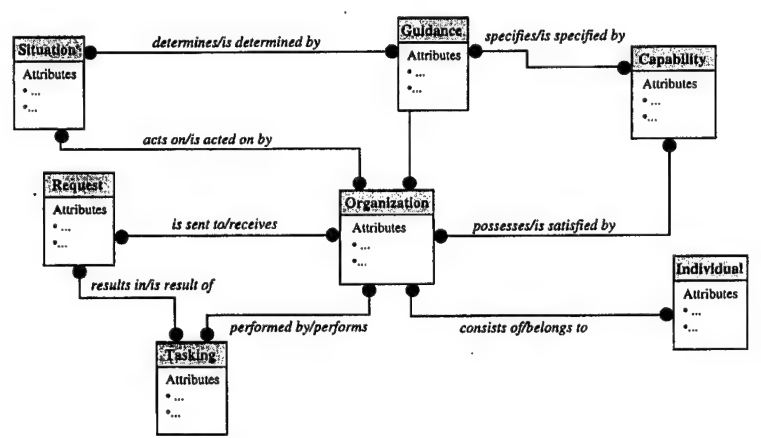 Guidance
Attributes
• ...
•...
determines/is determined by
specifies/is specified by
Situation
Attributes
• ...
•...
Capability
Attributes
• ...
•...
acts on/is acted on by
Request
Attributes
• ...
•...
Organization
Attributes
• ...
•...
is sent to/receives
possesses/is satisfied by
Individual
Attributes
• ...
•...
results in/is result of
performed by/performs
consists of/belongs to
Tasking
Attributes
• ...
•...